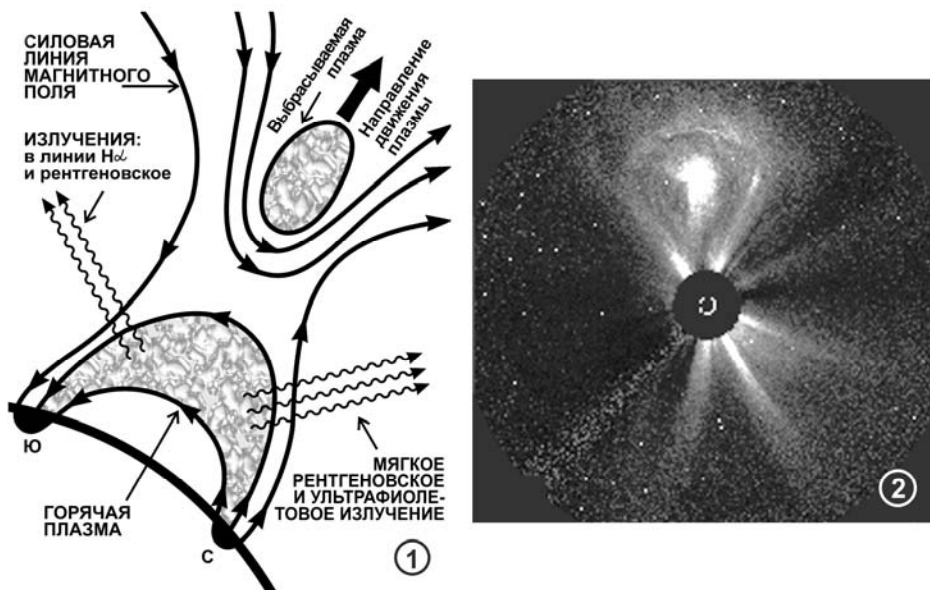 СИЛОВАЯ
ЛИНИЯ
МАГНИТНОГО
ПОЛЯ
Выбрасываемая
плазма
Направление
движения
плазмы
ИЗЛУЧЕНИЯ:
в линии Hα
и рентгеновское
Ю
С
ГОРЯЧАЯ
ПЛАЗМА
МЯГКОЕ
РЕНТГЕНОВСКОЕ
И УЛЬТРАФИОЛЕ-
ТОВОЕ ИЗЛУЧЕНИЕ
1
2